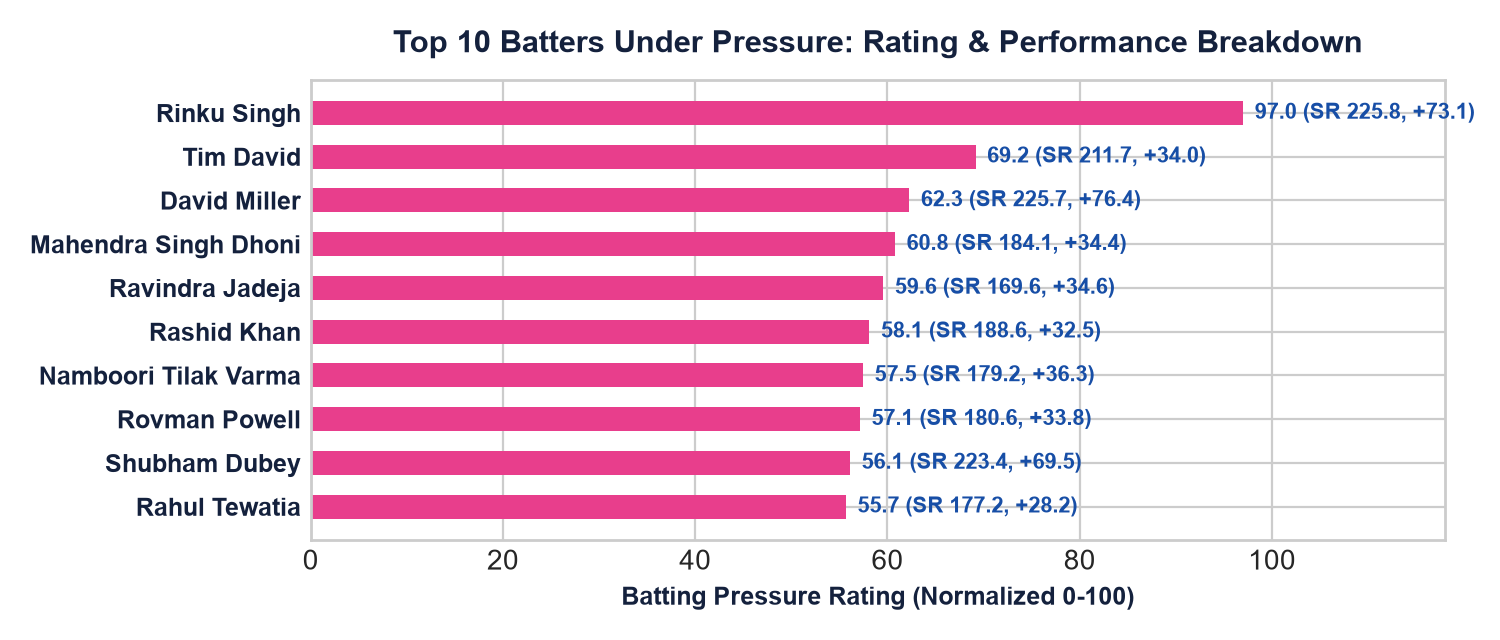 Top 10 Batters Under Pressure: Rating & Performance Breakdown
Rinku Singh 97.0 (SR 225.8, +73.1)
Tim David 69.2 (SR 211.7, +34.0)
David Miller 62.3 (SR 225.7, +76.4)
Mahendra Singh Dhoni 60.8 (SR 184.1, +34.4)
Ravindra Jadeja 59.6 (SR 169.6, +34.6)
Rashid Khan 58.1 (SR 188.6, +32.5)
Namboori Tilak Varma 57.5 (SR 179.2, +36.3)
Rovman Powell 57.1 (SR 180.6, +33.8)
Shubham Dubey 56.1 (SR 223.4, +69.5)
Rahul Tewatia 55.7 (SR 177.2, +28.2)
0 20 40 60 80 100
Batting Pressure Rating (Normalized 0-100)